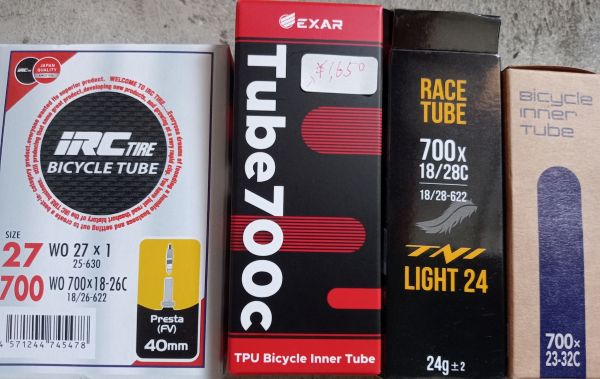 IRC TIRE
JAPAN
QUALITY
WELCOME TO IRC TIRE
IRC TIRE
BICYCLE TUBE
SIZE
27 WO 27 x 1
25-630
700 WO 700x18-26C
18/26-622
Presta
(FV)
40mm
4571244745478
EXAR
¥1,650
Tube700c
TPU Bicycle Inner Tube
RACE
TUBE
700x
18/28C
18/28-622
TNI
LIGHT 24
24g±2
Bicycle
inner
Tube
700x
23-32C